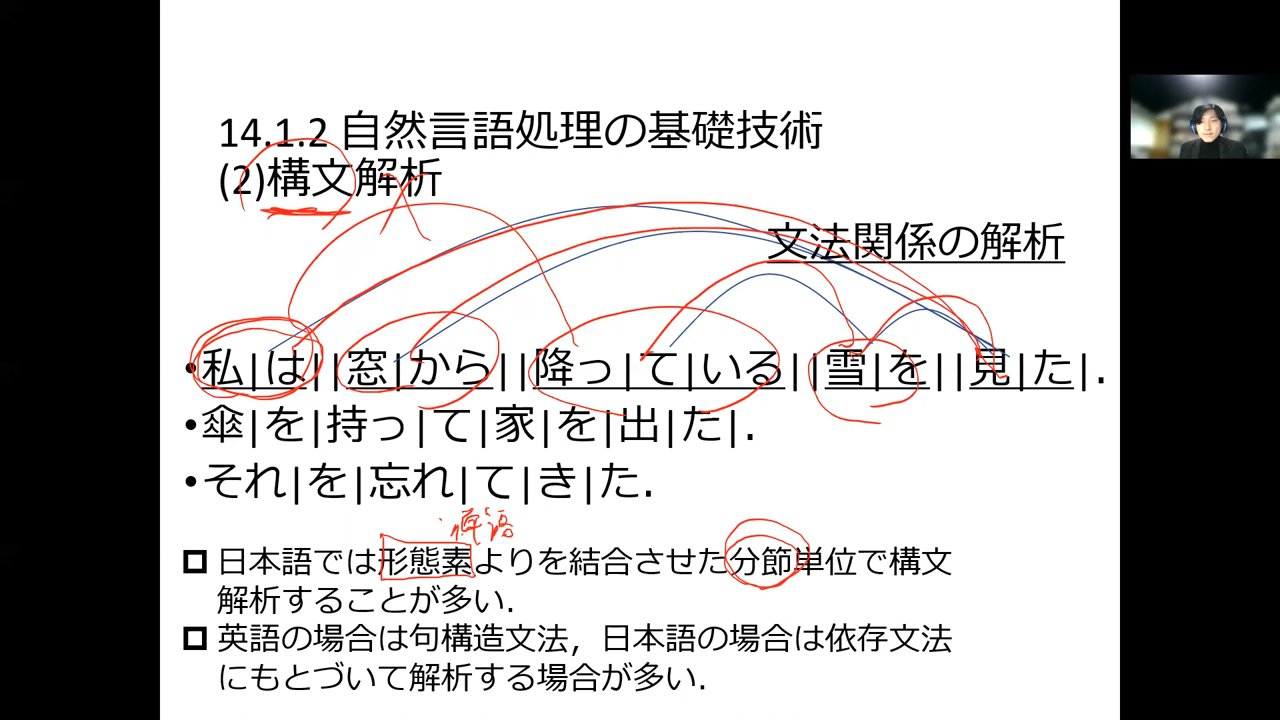 14.1.2 自然言語処理の基礎技術
(2)構文解析
文法関係の解析
•私|は||窓|から||降っ|て|いる||雪|を||見|た|.
•傘|を|持っ|て|家|を|出|た|.
•それ|を|忘れ|て|き|た.
単語
日本語では形態素よりを結合させた分節単位で構文
解析することが多い.
英語の場合は句構造文法，日本語の場合は依存文法
にもとづいて解析する場合が多い.